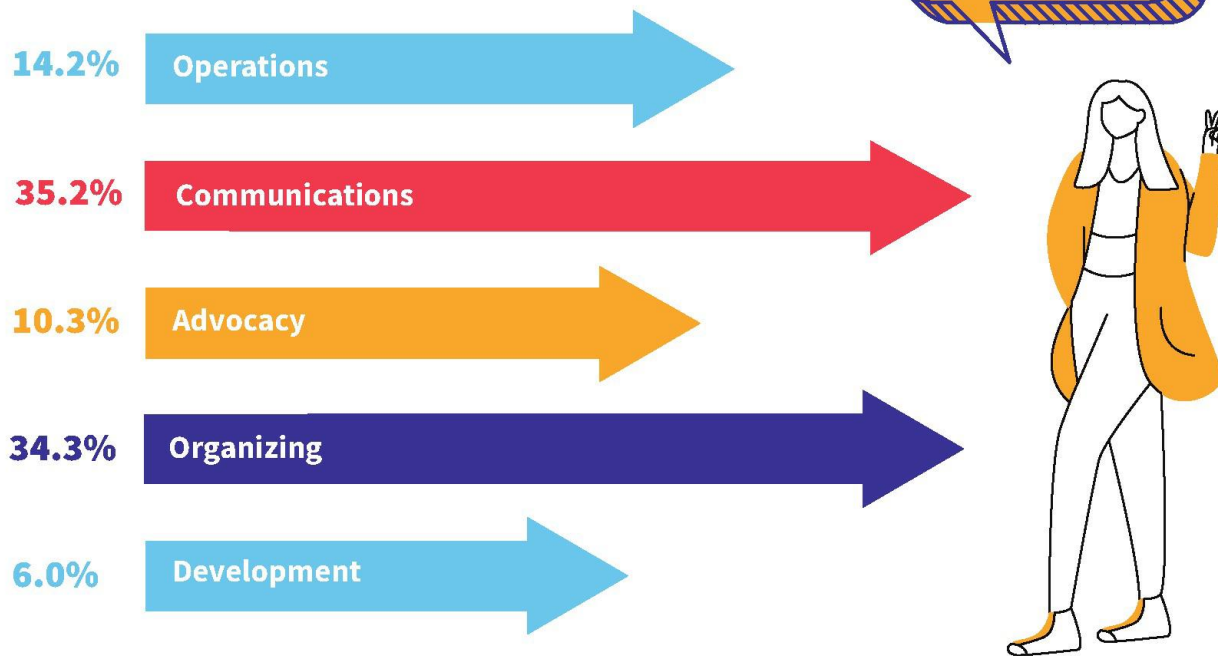 14.2% Operations
35.2% Communications
10.3% Advocacy
34.3% Organizing
6.0% Development